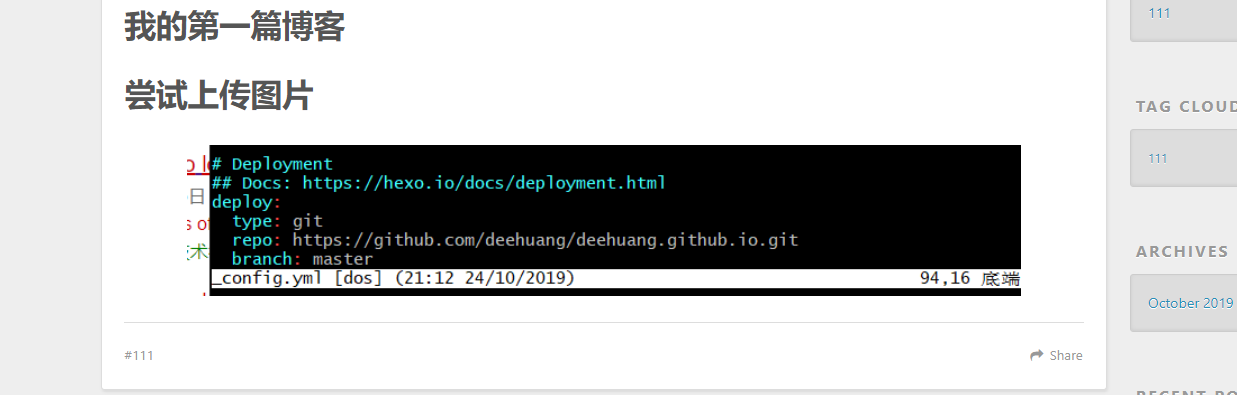 我的第一篇博客
尝试上传图片
# Deployment
## Docs: https://hexo.io/docs/deployment.html
deploy:
type: git
repo: https://github.com/deehuang/deehuang.github.io.git
branch: master
_config.yml [dos] (21:12 24/10/2019) 94,16 底端
#111
Share
111
TAG CLOUD
111
ARCHIVES
October 2019